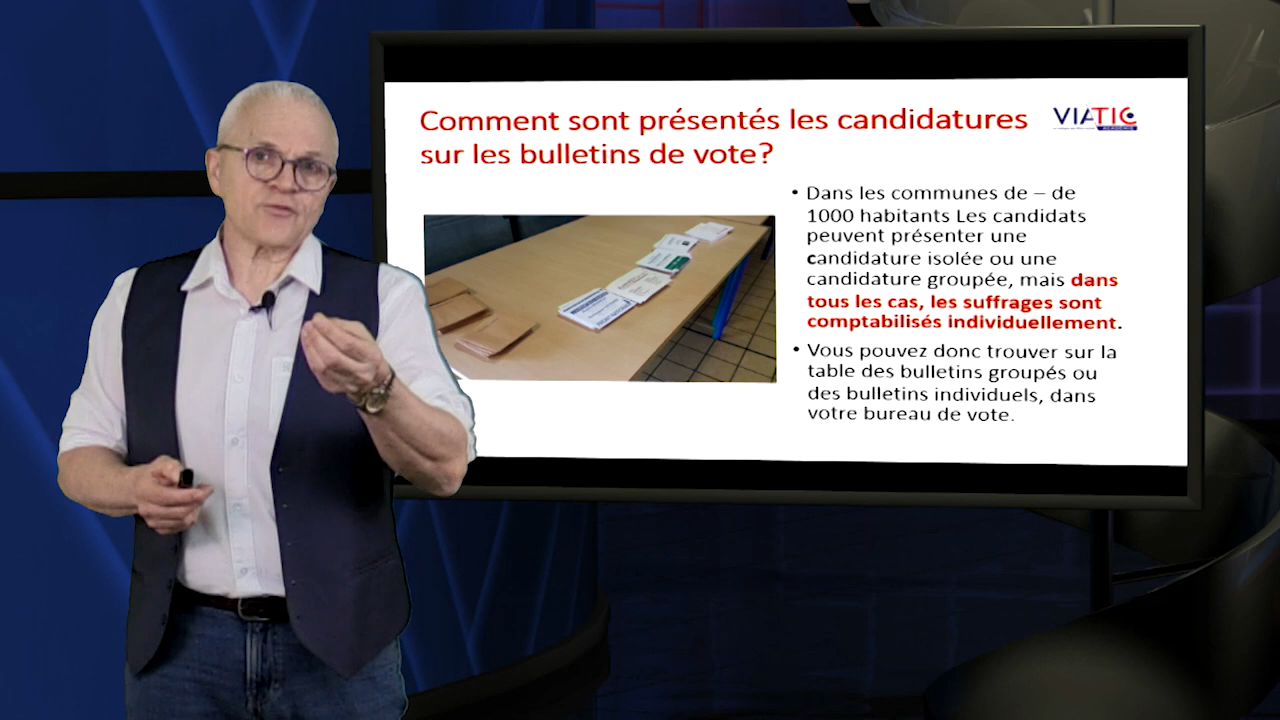 Comment sont présentés les candidatures
sur les bulletins de vote?
VIATIC
ACADÉMIE
• Dans les communes de – de
1000 habitants Les candidats
peuvent présenter une
candidature isolée ou une
candidature groupée, mais dans
tous les cas, les suffrages sont
comptabilisés individuellement.
• Vous pouvez donc trouver sur la
table des bulletins groupés ou
des bulletins individuels, dans
votre bureau de vote.